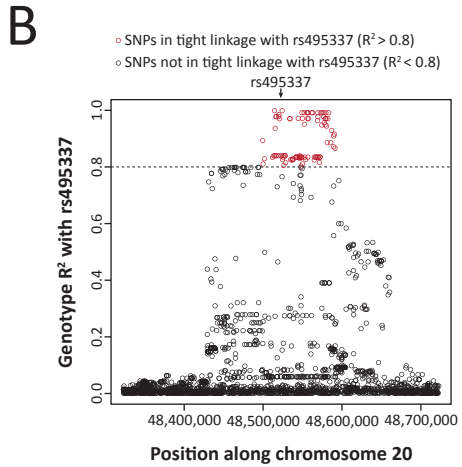 B
SNPs in tight linkage with rs495337 (R² > 0.8)
SNPs not in tight linkage with rs495337 (R² < 0.8)
rs495337
Genotype R² with rs495337
1.0
0.8
0.6
0.4
0.2
0.0
48,400,000 48,500,000 48,600,000 48,700,000
Position along chromosome 20